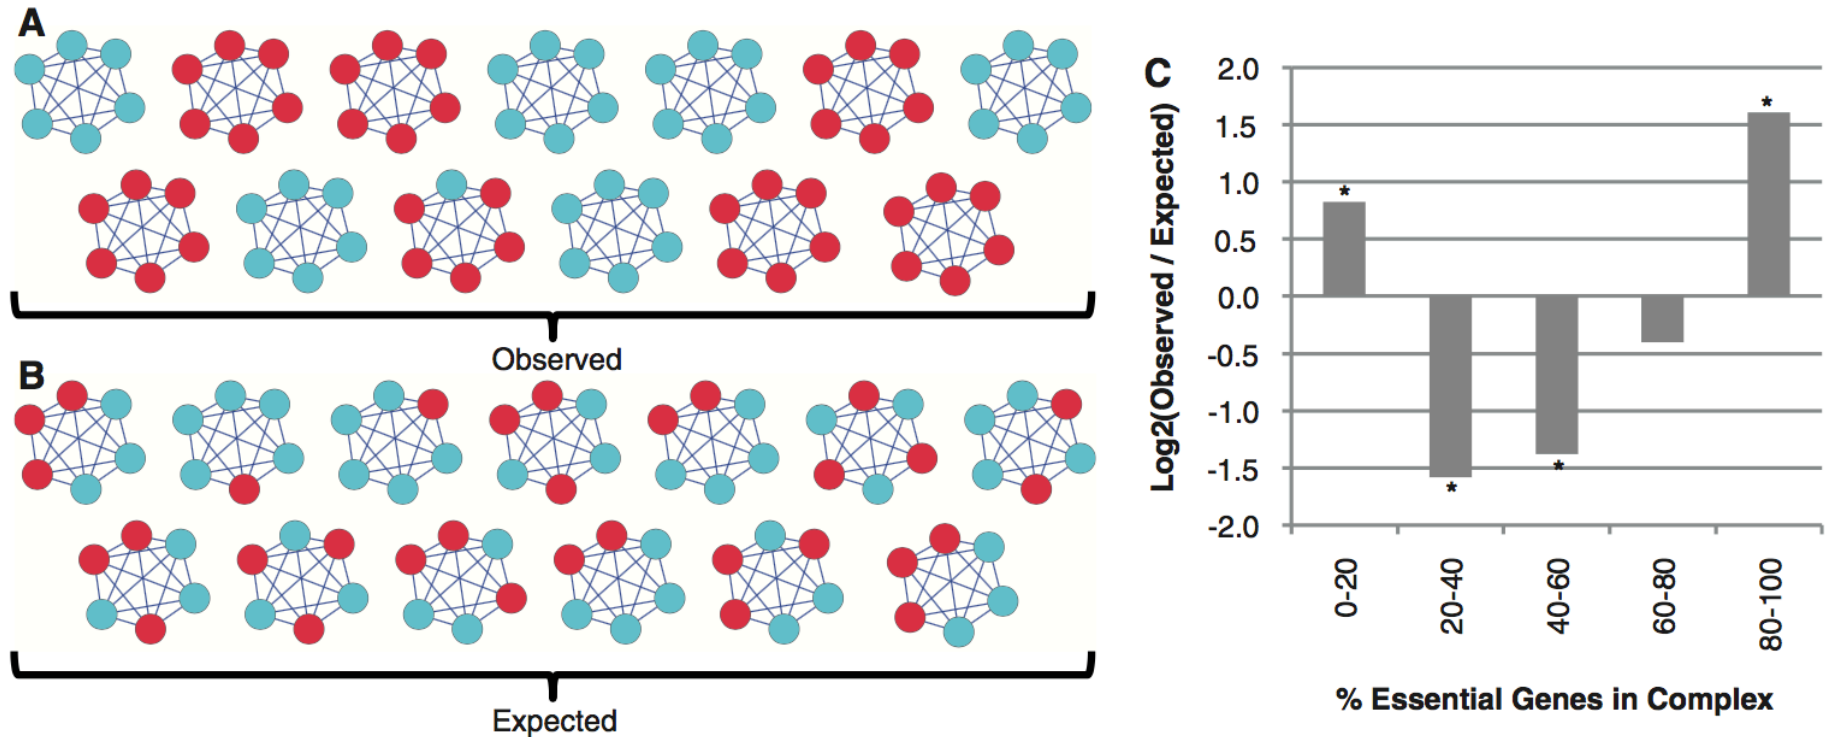 A
Observed
B
Expected
C
Log2(Observed / Expected)
2.0
1.5
1.0
0.5
0.0
-0.5
-1.0
-1.5
-2.0
*
*
*
*
0-20
20-40
40-60
60-80
80-100
% Essential Genes in Complex